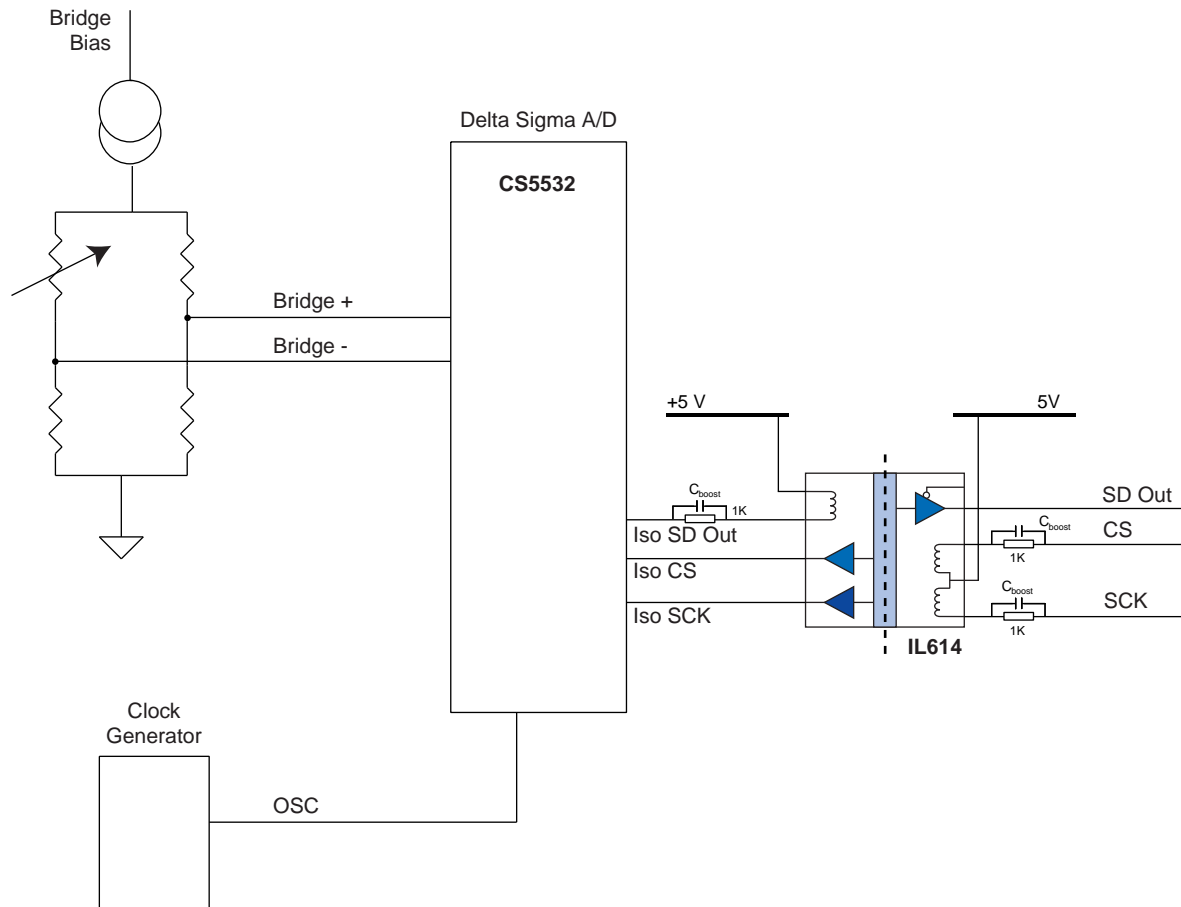 Bridge
Bias
Delta Sigma A/D
CS5532
Bridge +
Bridge -
+5 V
5V
Cboost
1K
Iso SD Out
Iso CS
Iso SCK
SD Out
Cboost
1K
CS
Cboost
1K
SCK
IL614
Clock
Generator
OSC